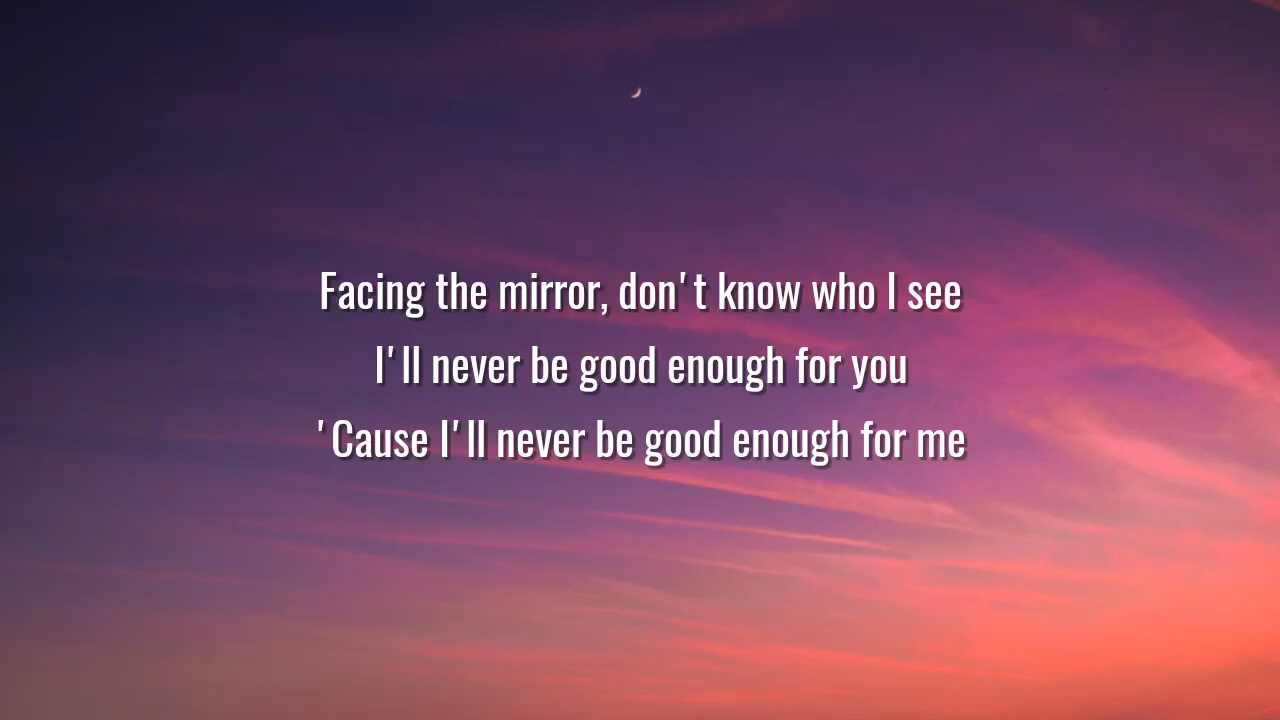 Facing the mirror, don't know who I see
I'll never be good enough for you
'Cause I'll never be good enough for me